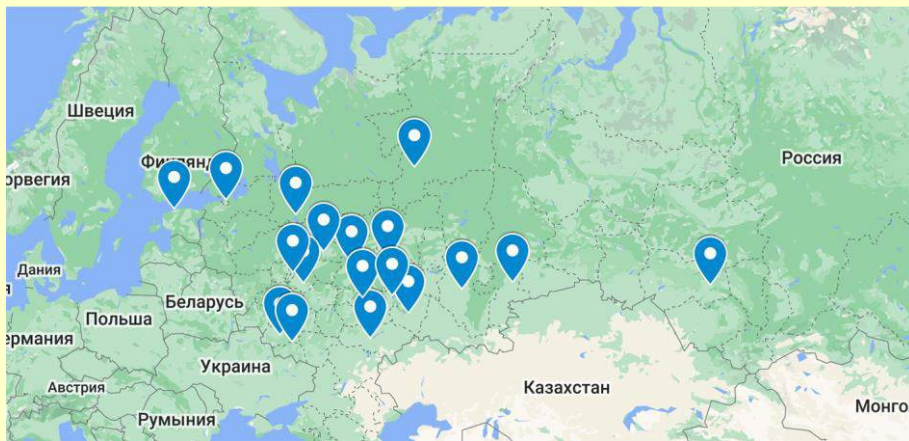 Швеция
Финлянд
орвегия
Россия
Дания
я
Беларусь
Польша
ермания
Украина
Австрия
Казахстан
Румыния
Монго